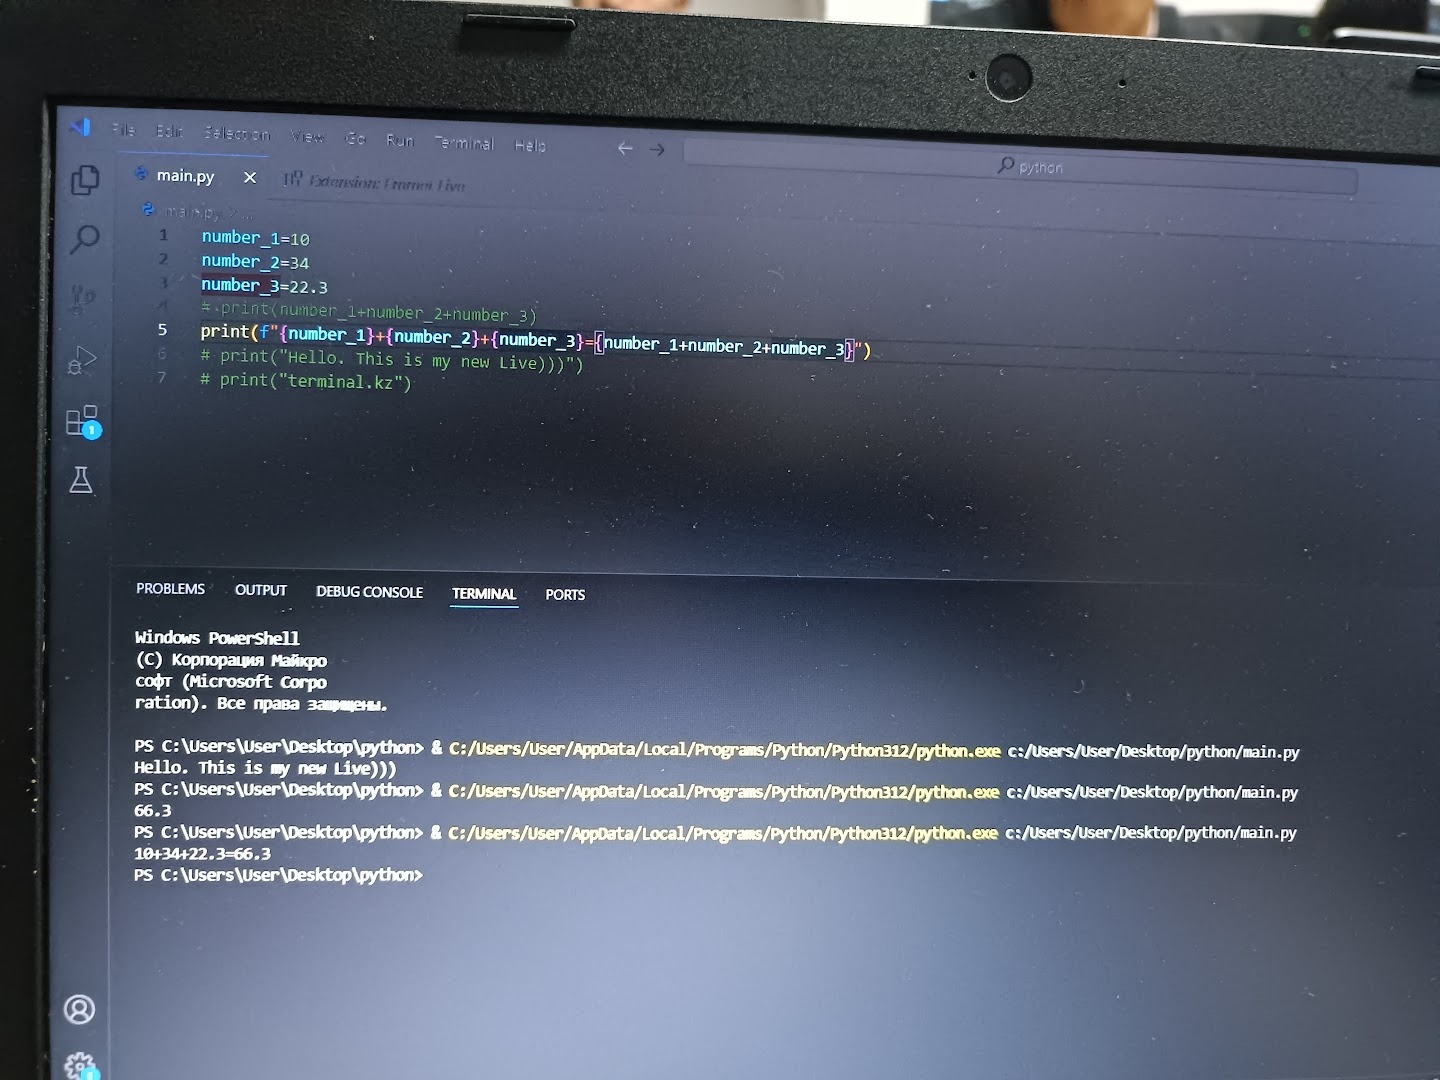 File Edit Selection View Go Run Terminal Help
python
main.py
Extension: Emmet Live
main.py > ...
1 number_1=10
2 number_2=34
3 number_3=22.3
4 # print(number_1+number_2+number_3)
5 print(f"{number_1}+{number_2}+{number_3}={number_1+number_2+number_3}")
6 # print("Hello. This is my new Live)))")
7 # print("terminal.kz")
1
PROBLEMS OUTPUT DEBUG CONSOLE TERMINAL PORTS
Windows PowerShell
(C) Корпорация Майкро
софт (Microsoft Corpo
ration). Все права защищены.
PS C:\Users\User\Desktop\python> & C:/Users/User/AppData/Local/Programs/Python/Python312/python.exe c:/Users/User/Desktop/python/main.py
Hello. This is my new Live)))
PS C:\Users\User\Desktop\python> & C:/Users/User/AppData/Local/Programs/Python/Python312/python.exe c:/Users/User/Desktop/python/main.py
66.3
PS C:\Users\User\Desktop\python> & C:/Users/User/AppData/Local/Programs/Python/Python312/python.exe c:/Users/User/Desktop/python/main.py
10+34+22.3=66.3
PS C:\Users\User\Desktop\python>